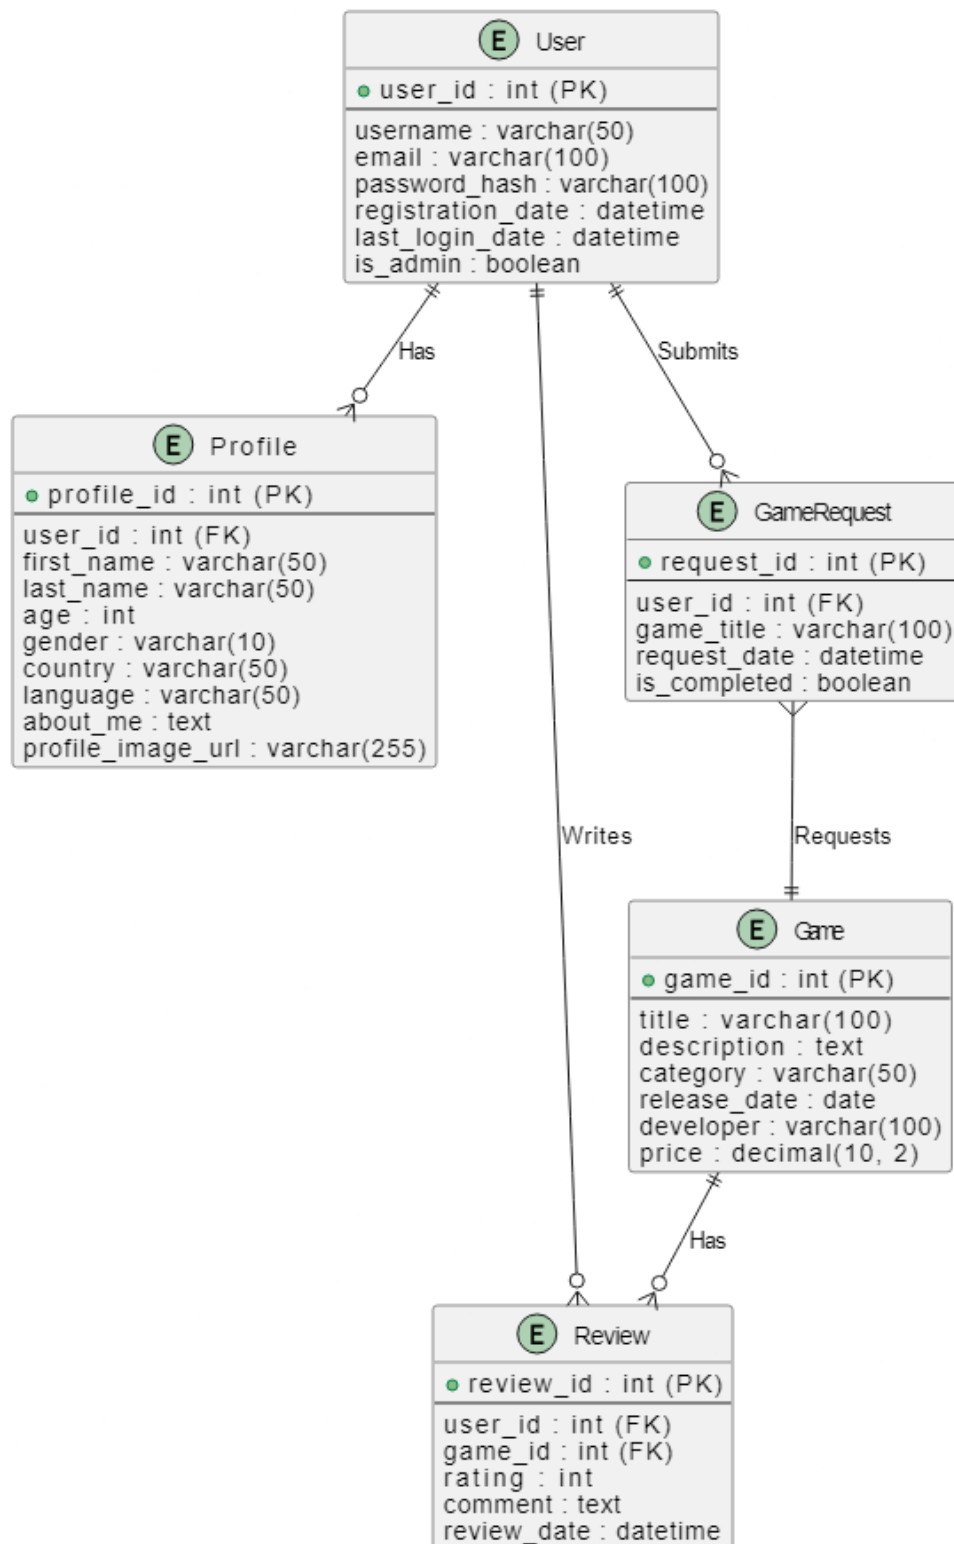 E User
user_id : int (PK)
username : varchar(50)
email : varchar(100)
password_hash : varchar(100)
registration_date : datetime
last_login_date : datetime
is_admin : boolean
Has
Submits
E Profile
profile_id : int (PK)
user_id : int (FK)
first_name : varchar(50)
last_name : varchar(50)
age : int
gender : varchar(10)
country : varchar(50)
language : varchar(50)
about_me : text
profile_image_url : varchar(255)
E GameRequest
request_id : int (PK)
user_id : int (FK)
game_title : varchar(100)
request_date : datetime
is_completed : boolean
Writes
Requests
E Game
game_id : int (PK)
title : varchar(100)
description : text
category : varchar(50)
release_date : date
developer : varchar(100)
price : decimal(10, 2)
Has
E Review
review_id : int (PK)
user_id : int (FK)
game_id : int (FK)
rating : int
comment : text
review_date : datetime